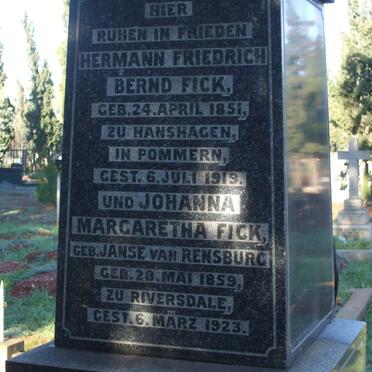 HIER
RUHEN IN FRIEDEN
HERMANN FRIEDRICH
BERND FICK,
GEB. 24. APRIL 1851,
ZU HANSHAGEN,
IN POMMERN,
GEST. 6. JULI 1919.
UND JOHANNA
MARGARETHA FICK,
GEB. JANSE VAN RENSBURG
GEB. 28. MAI 1859,
ZU RIVERSDALE,
GEST. 6. MÄRZ 1923.